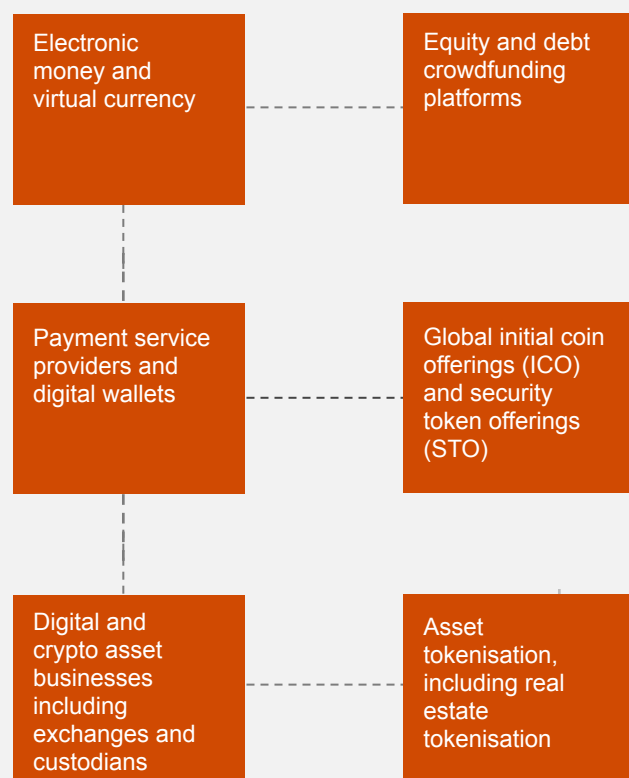 Electronic
money and
virtual currency
Equity and debt
crowdfunding
platforms
Payment service
providers and
digital wallets
Global initial coin
offerings (ICO)
and security
token offerings
(STO)
Digital and
crypto asset
businesses
including
exchanges and
custodians
Asset
tokenisation,
including real
estate
tokenisation